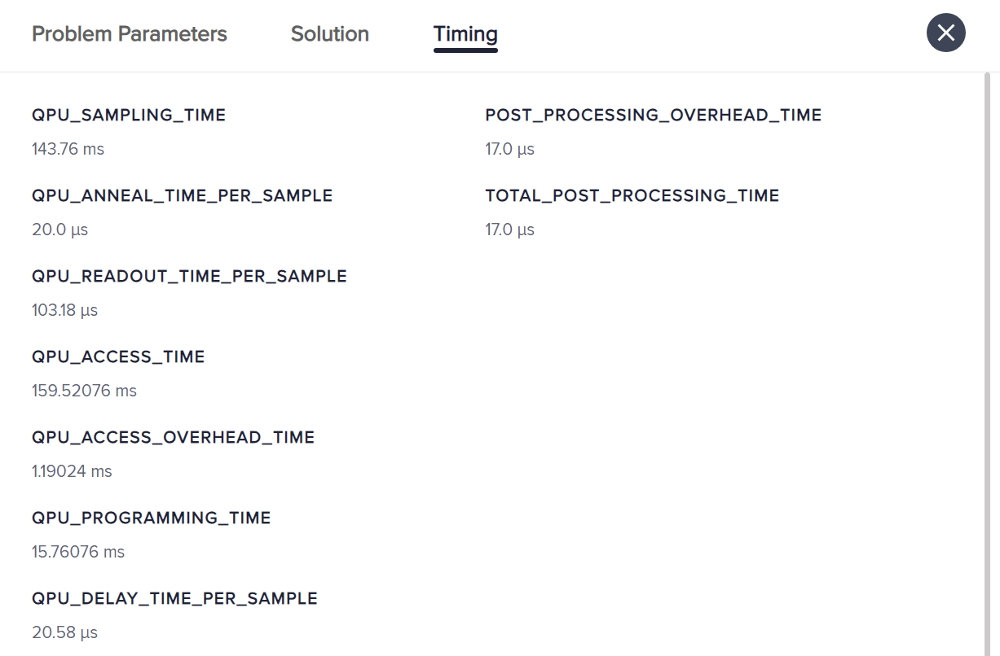 Problem Parameters Solution Timing
QPU_SAMPLING_TIME
143.76 ms
QPU_ANNEAL_TIME_PER_SAMPLE
20.0 µs
QPU_READOUT_TIME_PER_SAMPLE
103.18 µs
QPU_ACCESS_TIME
159.52076 ms
QPU_ACCESS_OVERHEAD_TIME
1.19024 ms
QPU_PROGRAMMING_TIME
15.76076 ms
QPU_DELAY_TIME_PER_SAMPLE
20.58 µs
POST_PROCESSING_OVERHEAD_TIME
17.0 µs
TOTAL_POST_PROCESSING_TIME
17.0 µs